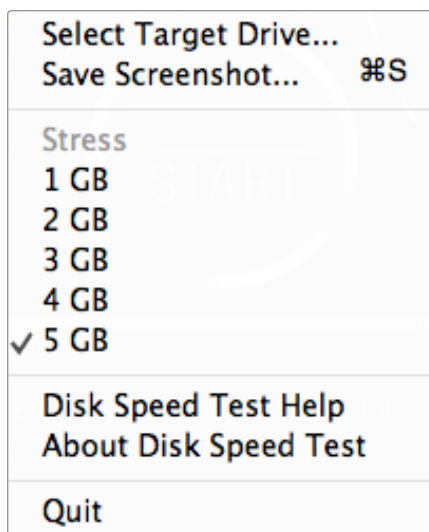 Select Target Drive...
Save Screenshot... ⌘S
Stress
START
1 GB
2 GB
3 GB
4 GB
✓ 5 GB
Disk Speed Test Help
About Disk Speed Test
Quit